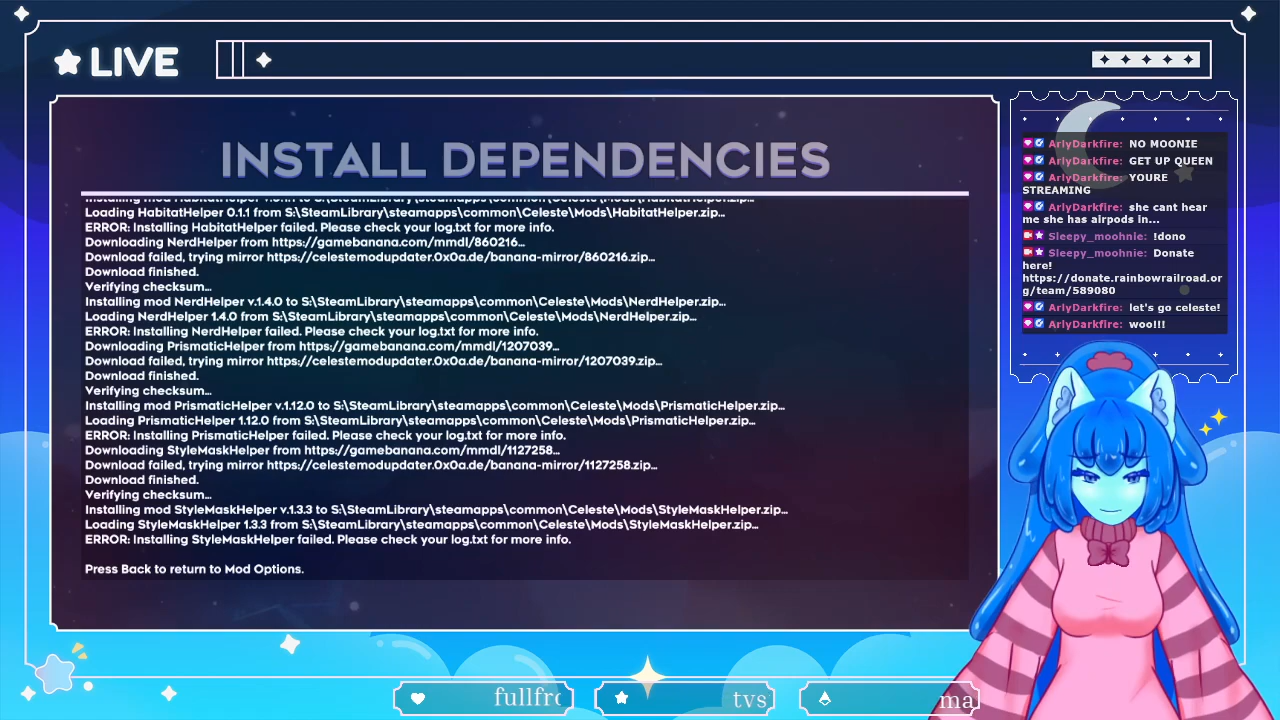 LIVE
INSTALL DEPENDENCIES
Loading HabitatHelper 0.1.1 from S:\SteamLibrary\steamapps\common\Celeste\Mods\HabitatHelper.zip...
ERROR: Installing HabitatHelper failed. Please check your log.txt for more info.
Downloading NerdHelper from https://gamebanana.com/mmdl/860216...
Download failed, trying mirror https://celestemodupdater.0x0a.de/banana-mirror/860216.zip...
Download finished.
Verifying checksum...
Installing mod NerdHelper v.1.4.0 to S:\SteamLibrary\steamapps\common\Celeste\Mods\NerdHelper.zip...
Loading NerdHelper 1.4.0 from S:\SteamLibrary\steamapps\common\Celeste\Mods\NerdHelper.zip...
ERROR: Installing NerdHelper failed. Please check your log.txt for more info.
Downloading PrismaticHelper from https://gamebanana.com/mmdl/1207039...
Download failed, trying mirror https://celestemodupdater.0x0a.de/banana-mirror/1207039.zip...
Download finished.
Verifying checksum...
Installing mod PrismaticHelper v.1.12.0 to S:\SteamLibrary\steamapps\common\Celeste\Mods\PrismaticHelper.zip...
Loading PrismaticHelper 1.12.0 from S:\SteamLibrary\steamapps\common\Celeste\Mods\PrismaticHelper.zip...
ERROR: Installing PrismaticHelper failed. Please check your log.txt for more info.
Downloading StyleMaskHelper from https://gamebanana.com/mmdl/1127258...
Download failed, trying mirror https://celestemodupdater.0x0a.de/banana-mirror/1127258.zip...
Download finished.
Verifying checksum...
Installing mod StyleMaskHelper v.1.3.3 to S:\SteamLibrary\steamapps\common\Celeste\Mods\StyleMaskHelper.zip...
Loading StyleMaskHelper 1.3.3 from S:\SteamLibrary\steamapps\common\Celeste\Mods\StyleMaskHelper.zip...
ERROR: Installing StyleMaskHelper failed. Please check your log.txt for more info.
Press Back to return to Mod Options.
ArlyDarkfire: NO MOONIE
ArlyDarkfire: GET UP QUEEN
ArlyDarkfire: YOURE
STREAMING
ArlyDarkfire: she cant hear
me she has airpods in...
Sleepy_moohnie: !dono
Sleepy_moohnie: Donate
here!
https://donate.rainbowrailroad.or
g/team/589080
ArlyDarkfire: let's go celeste!
ArlyDarkfire: woo!!!
fullfr
tvs
ma